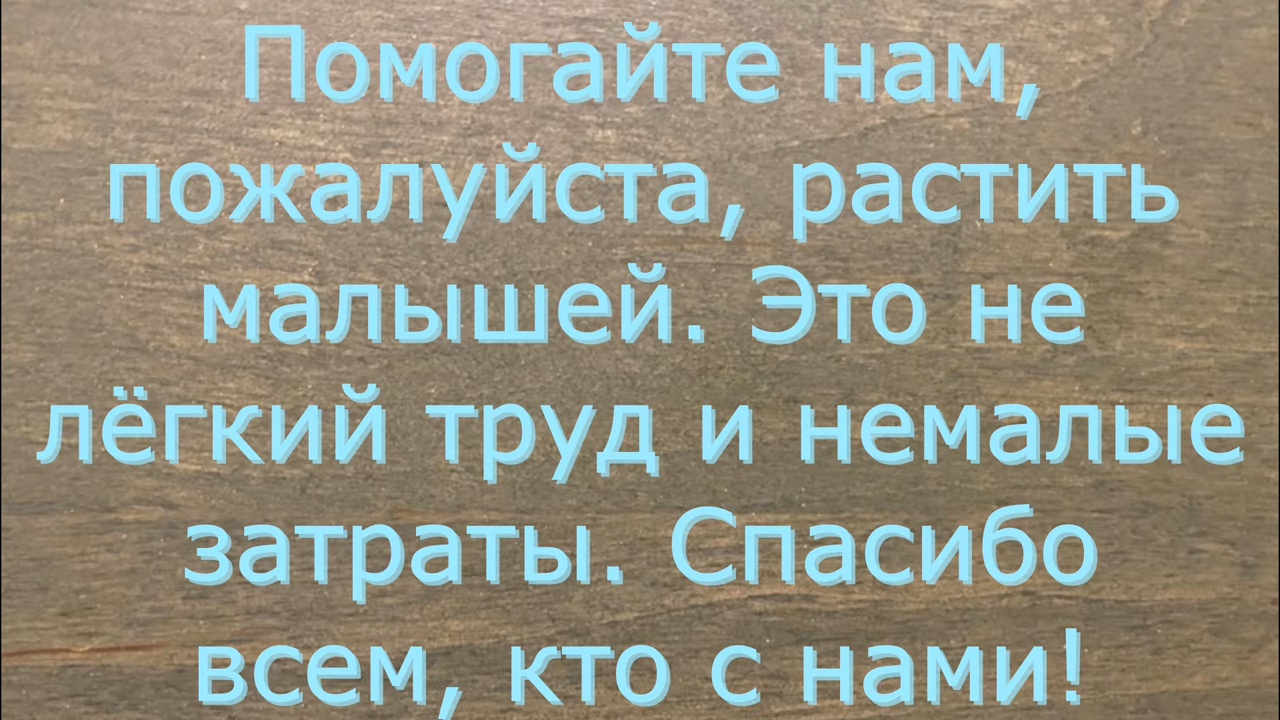 Помогайте нам,
пожалуйста, растить
малышей. Это не
лёгкий труд и немалые
затраты. Спасибо
всем, кто с нами!